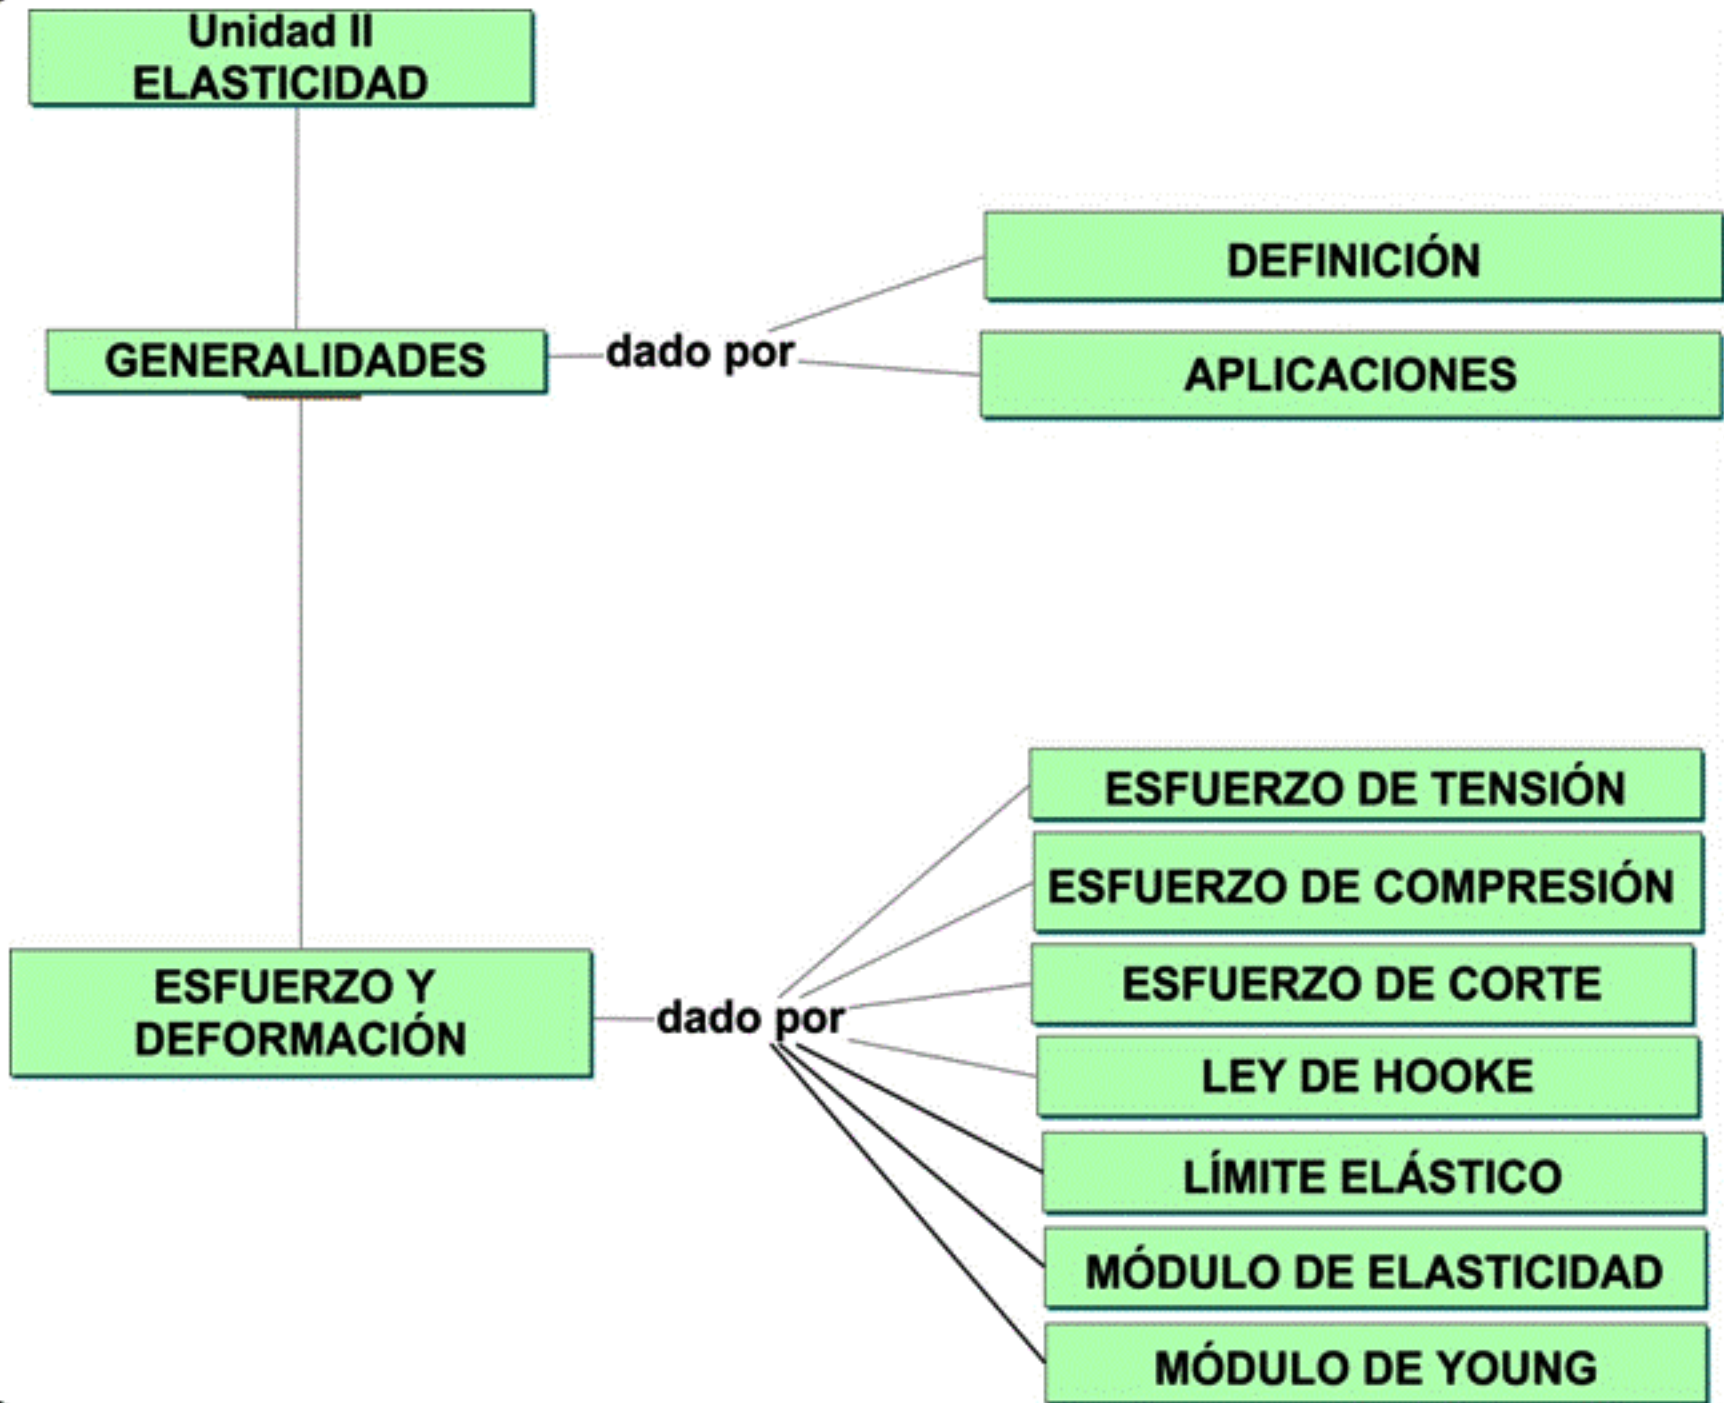 Unidad II
ELASTICIDAD
DEFINICIÓN
GENERALIDADES
dado por
APLICACIONES
ESFUERZO DE TENSIÓN
ESFUERZO DE COMPRESIÓN
ESFUERZO Y
DEFORMACIÓN
dado por
ESFUERZO DE CORTE
LEY DE HOOKE
LÍMITE ELÁSTICO
MÓDULO DE ELASTICIDAD
MÓDULO DE YOUNG